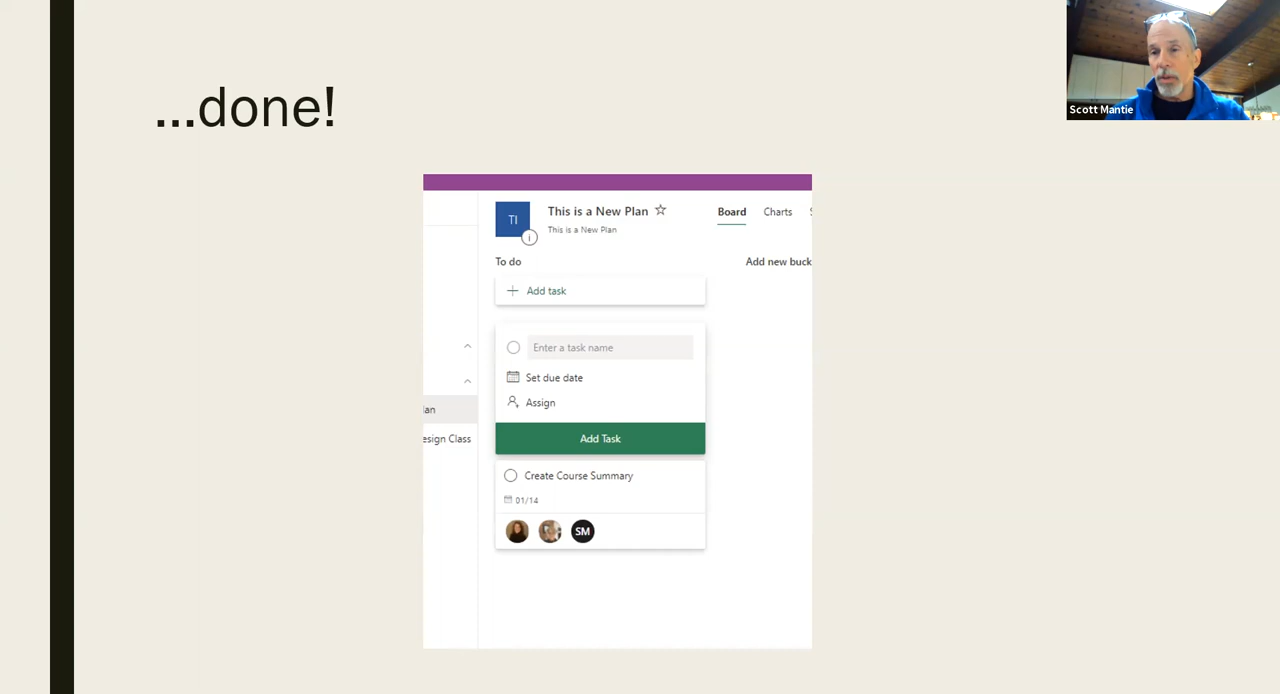 ...done!
Scott Mantie
TI
This is a New Plan
This is a New Plan
Board
Charts
To do
Add new buck
Add task
Enter a task name
Set due date
Assign
lan
esign Class
Add Task
Create Course Summary
01/14
SM